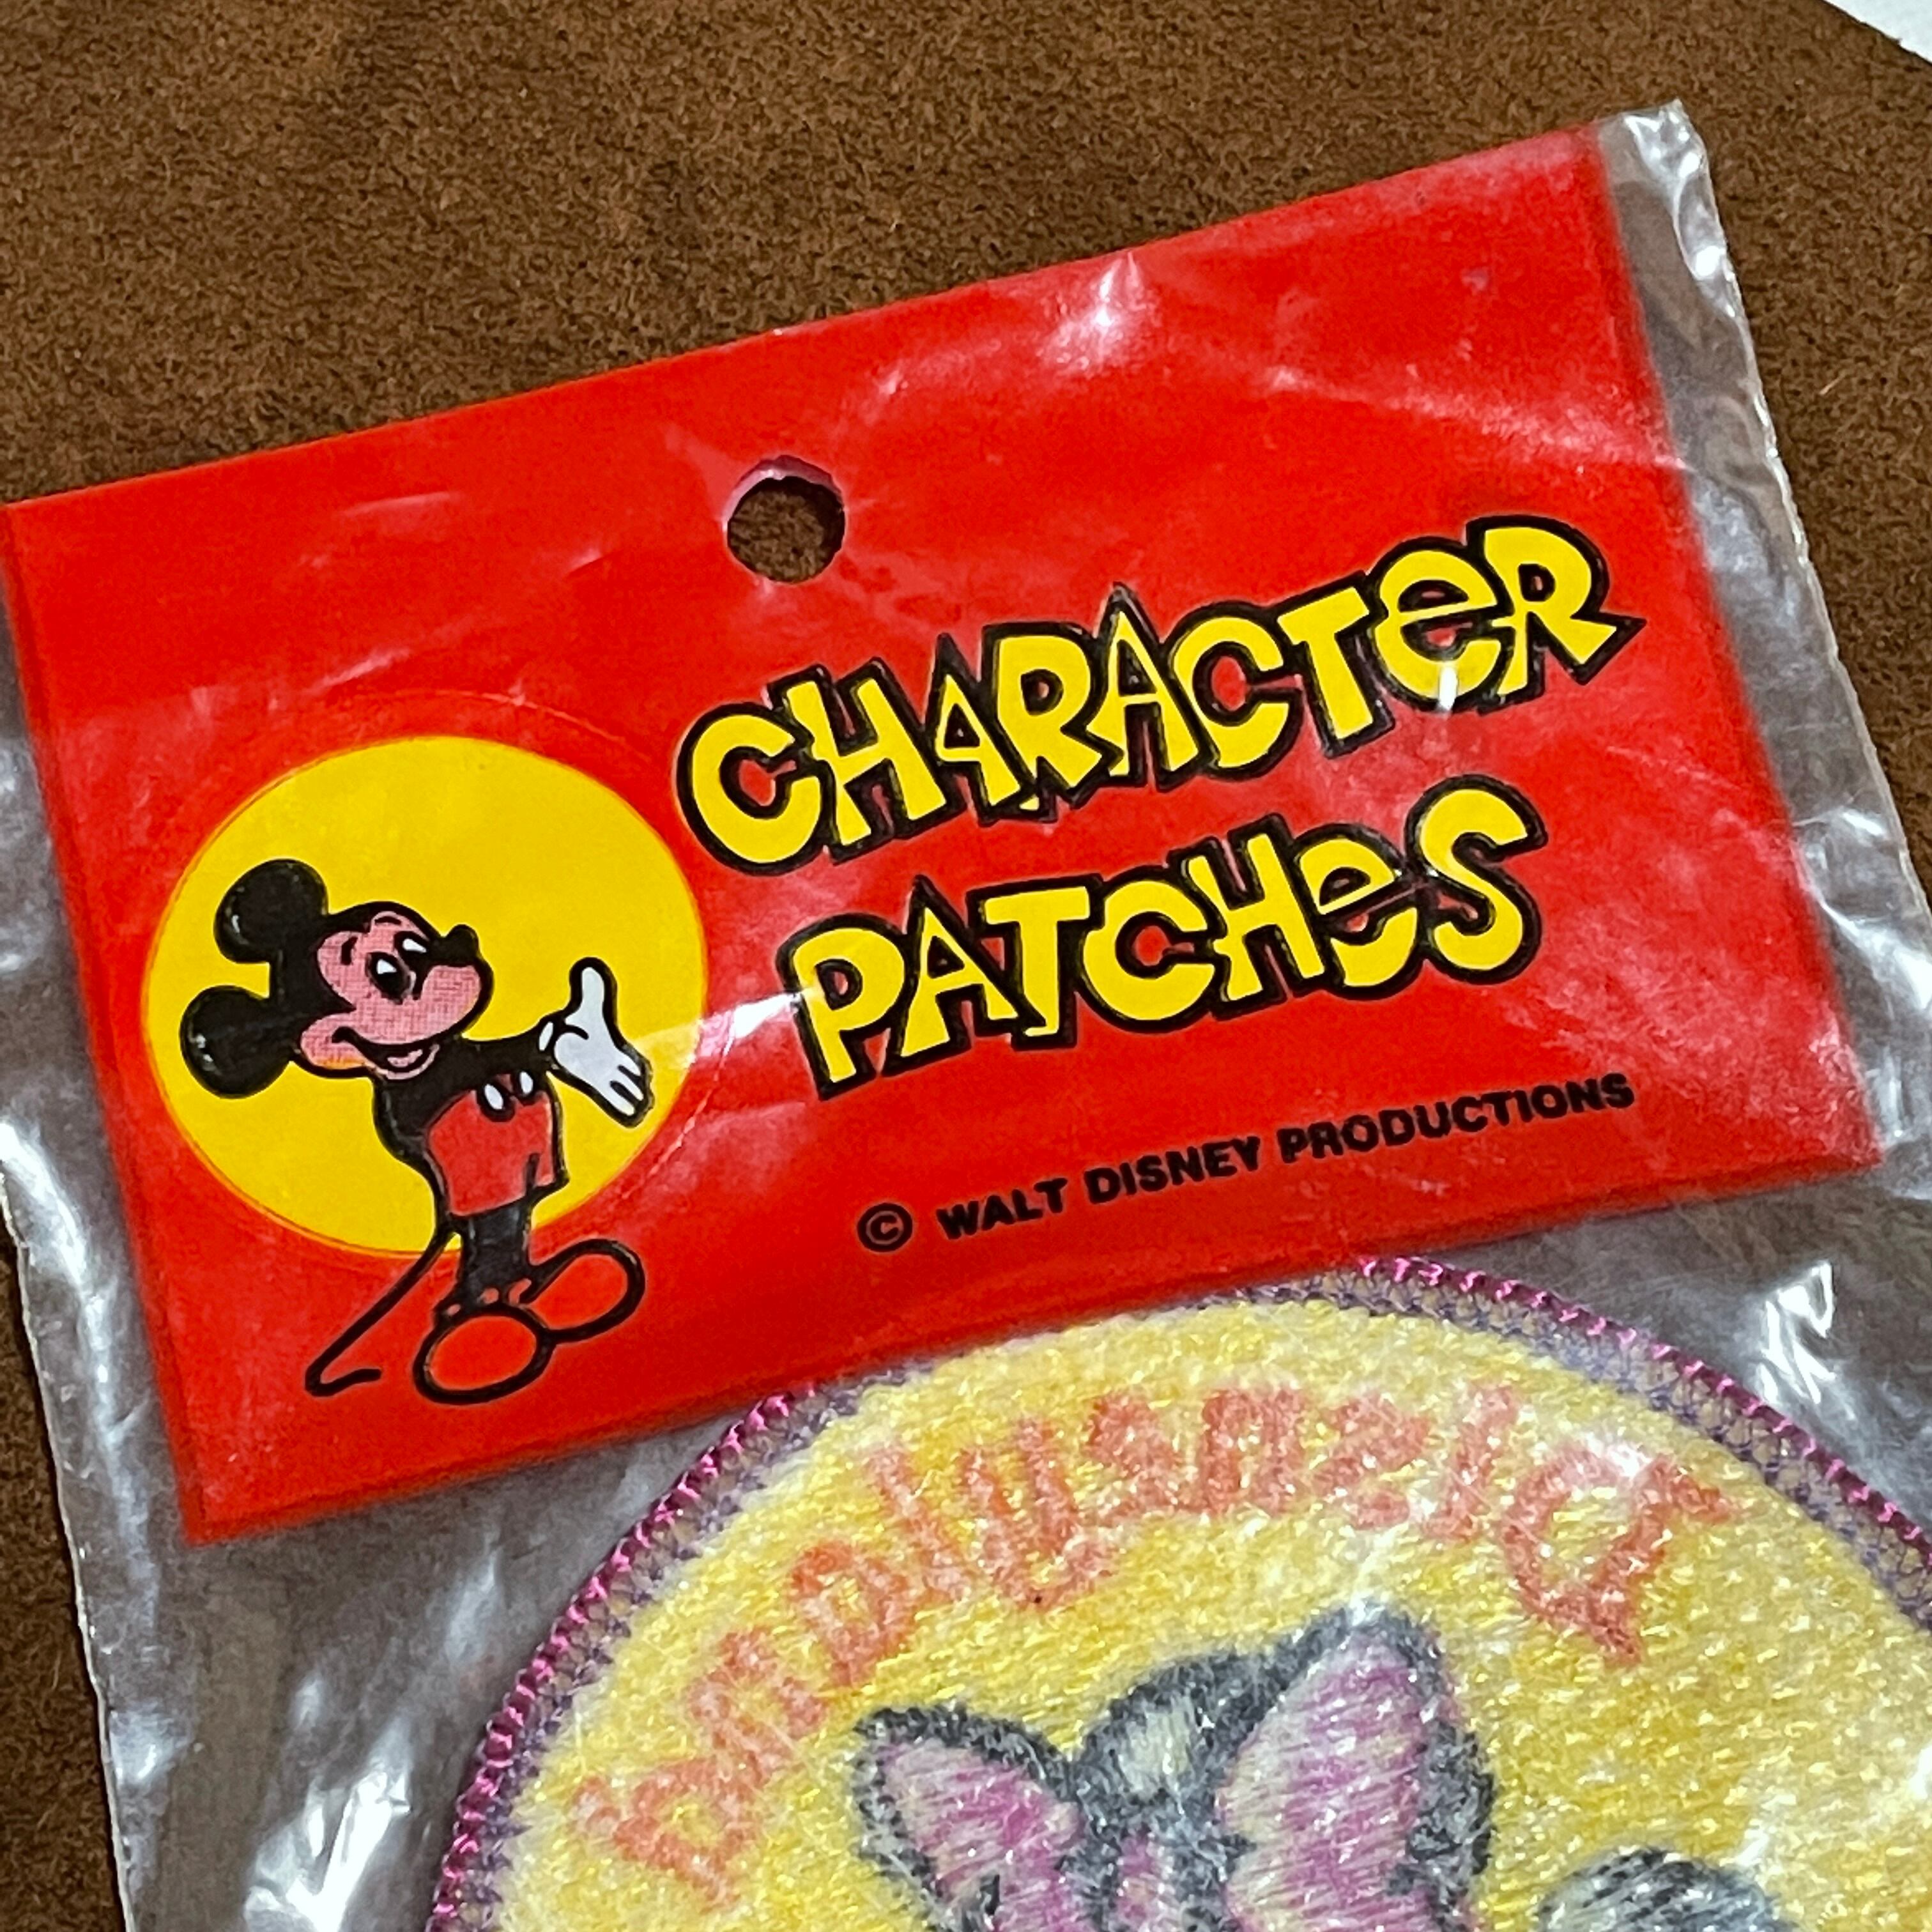 CHARACTER
PATCHES
© WALT DISNEY PRODUCTIONS